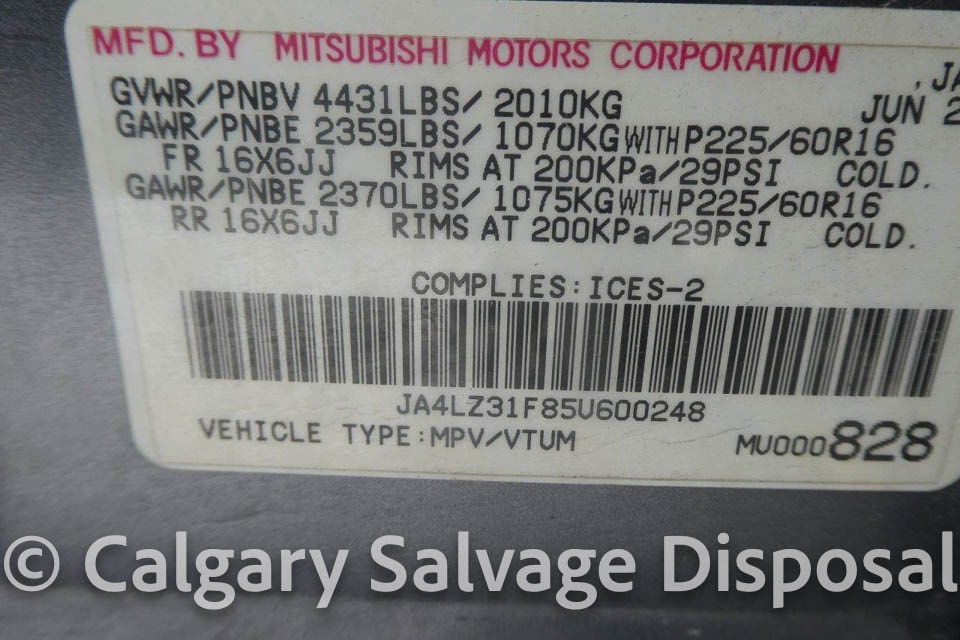 MFD. BY MITSUBISHI MOTORS CORPORATION
GVWR/PNBV 4431LBS/ 2010KG JUN
GAWR/PNBE 2359LBS/ 1070KG WITH P225/60R16
FR 16X6JJ RIMS AT 200KPa/29PSI COLD.
GAWR/PNBE 2370LBS/ 1075KG WITH P225/60R16
RR 16X6JJ RIMS AT 200KPa/29PSI COLD.
COMPLIES:ICES-2
JA4LZ31F85U600248
VEHICLE TYPE:MPV/VTUM MU000828
© Calgary Salvage Disposal